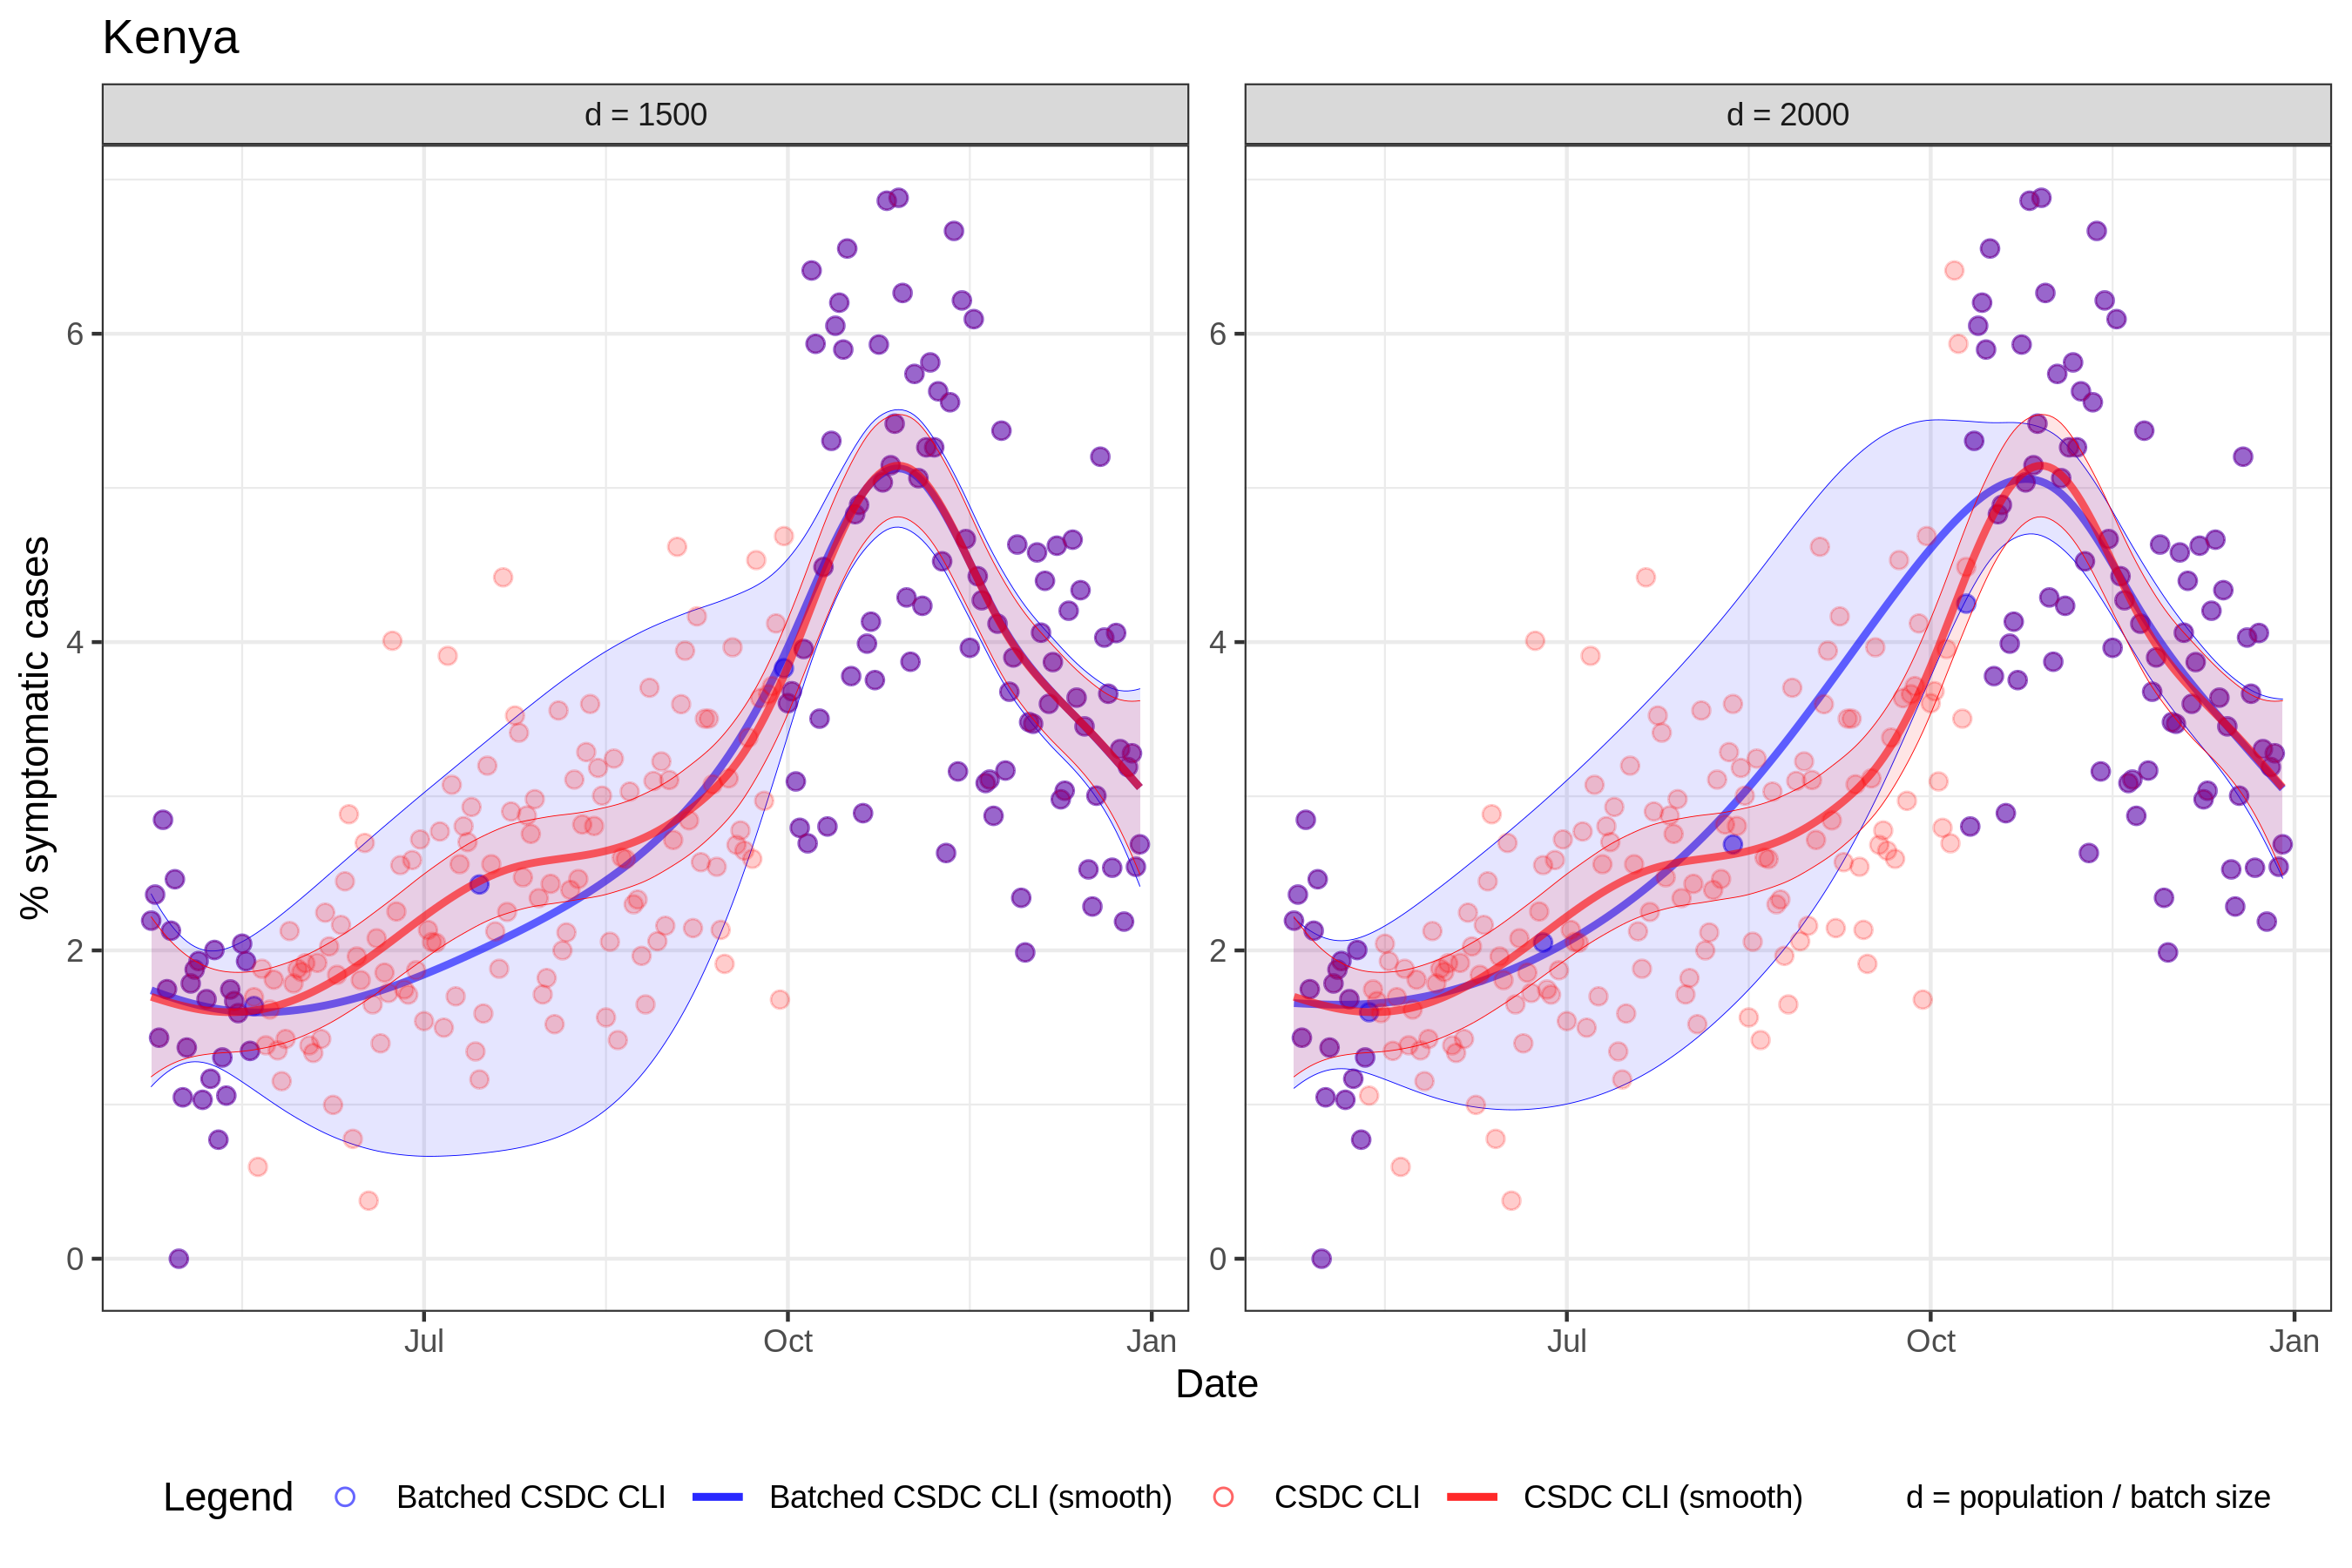 Kenya
d = 1500
d = 2000
% symptomatic cases
6
4
2
0
6
4
2
0
Jul
Oct
Jan
Jul
Oct
Jan
Date
Legend
Batched CSDC CLI
Batched CSDC CLI (smooth)
CSDC CLI
CSDC CLI (smooth)
d = population / batch size